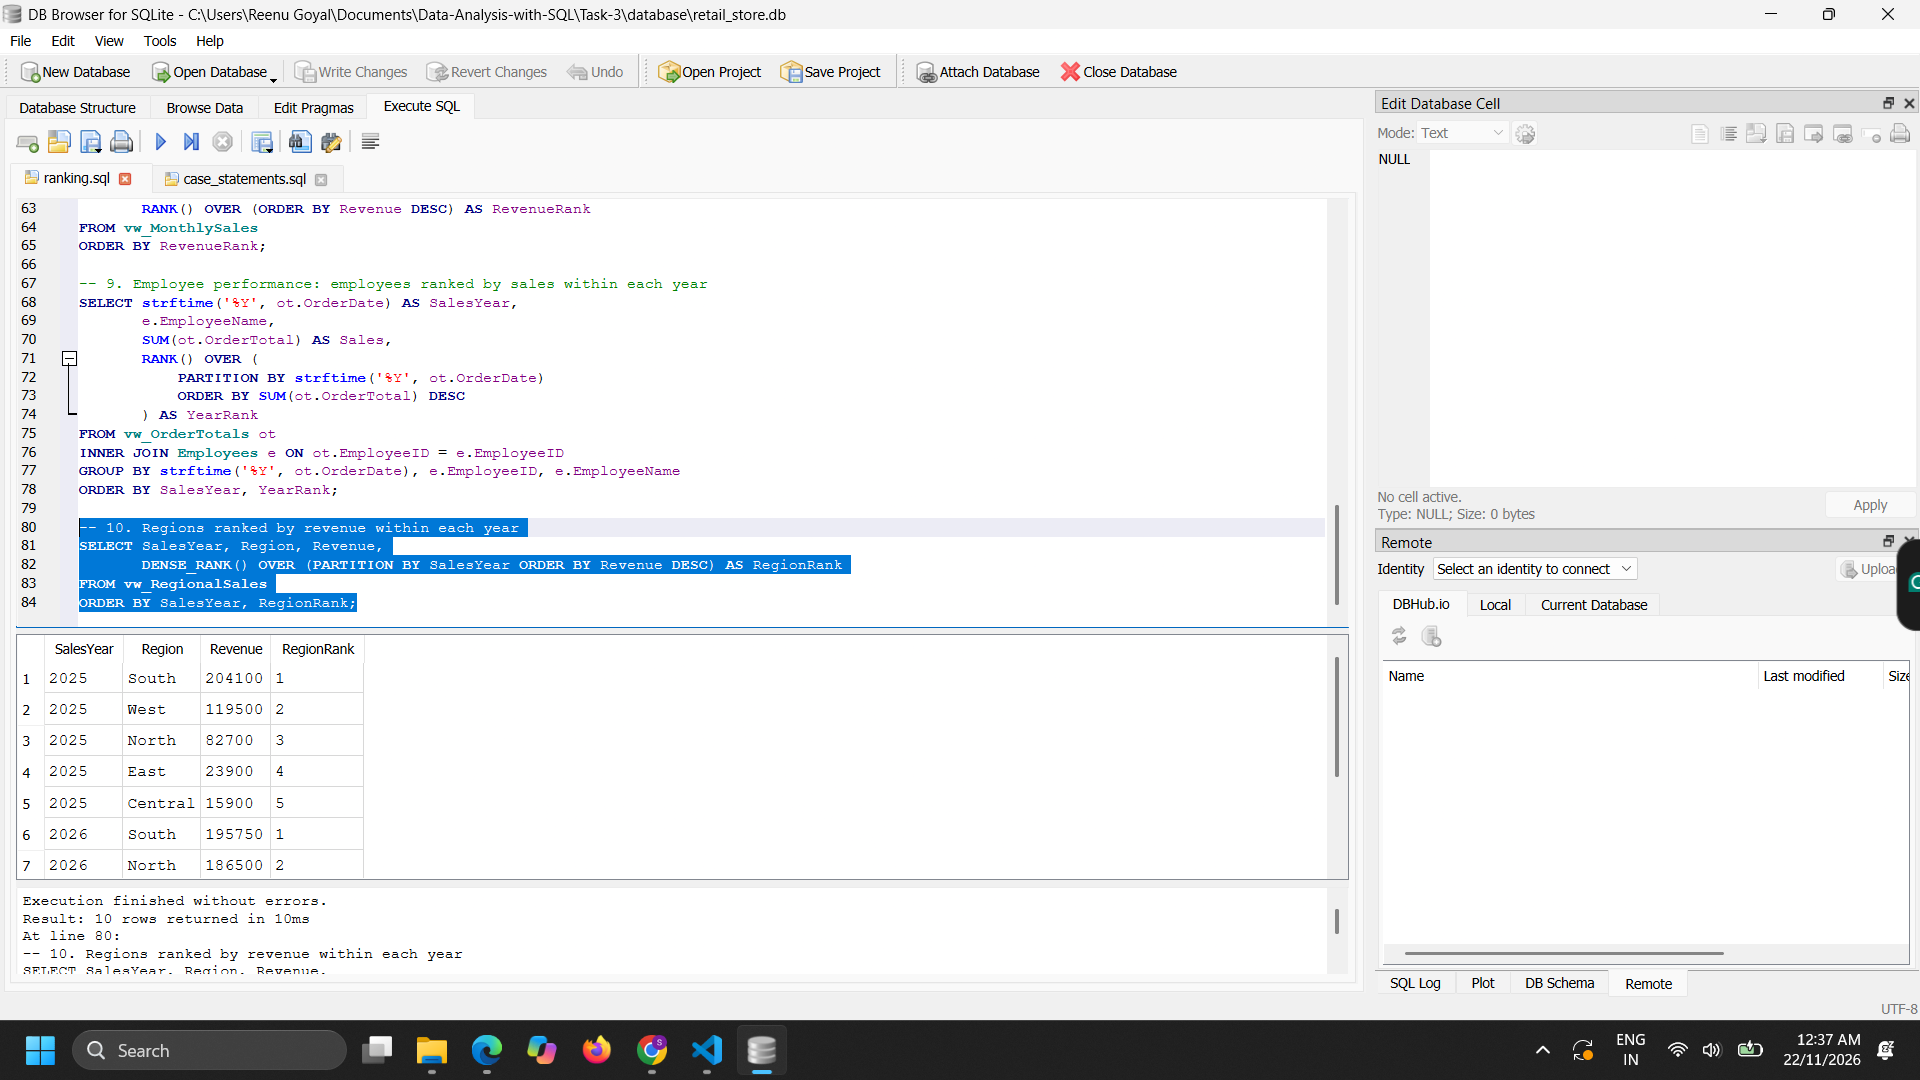 DB Browser for SQLite - C:\Users\Reenu Goyal\Documents\Data-Analysis-with-SQL\Task-3\database\retail_store.db
File Edit View Tools Help
New Database Open Database Write Changes Revert Changes Undo Open Project Save Project Attach Database Close Database
Database Structure Browse Data Edit Pragmas Execute SQL
ranking.sql case_statements.sql
63 RANK() OVER (ORDER BY Revenue DESC) AS RevenueRank
64 FROM vw_MonthlySales
65 ORDER BY RevenueRank;
66
67 -- 9. Employee performance: employees ranked by sales within each year
68 SELECT strftime('%Y', ot.OrderDate) AS SalesYear,
69 e.EmployeeName,
70 SUM(ot.OrderTotal) AS Sales,
71 RANK() OVER (
72 PARTITION BY strftime('%Y', ot.OrderDate)
73 ORDER BY SUM(ot.OrderTotal) DESC
74 ) AS YearRank
75 FROM vw_OrderTotals ot
76 INNER JOIN Employees e ON ot.EmployeeID = e.EmployeeID
77 GROUP BY strftime('%Y', ot.OrderDate), e.EmployeeID, e.EmployeeName
78 ORDER BY SalesYear, YearRank;
79
80 -- 10. Regions ranked by revenue within each year
81 SELECT SalesYear, Region, Revenue,
82 DENSE_RANK() OVER (PARTITION BY SalesYear ORDER BY Revenue DESC) AS RegionRank
83 FROM vw_RegionalSales
84 ORDER BY SalesYear, RegionRank;
SalesYear Region Revenue RegionRank
1 2025 South 204100 1
2 2025 West 119500 2
3 2025 North 82700 3
4 2025 East 23900 4
5 2025 Central 15900 5
6 2026 South 195750 1
7 2026 North 186500 2
Execution finished without errors.
Result: 10 rows returned in 10ms
At line 80:
-- 10. Regions ranked by revenue within each year
SELECT SalesYear, Region, Revenue,
Edit Database Cell
Mode: Text
NULL
No cell active.
Type: NULL; Size: 0 bytes
Apply
Remote
Identity Select an identity to connect Uploa
DBHub.io Local Current Database
Name Last modified Size
SQL Log Plot DB Schema Remote
UTF-8
Search
ENG
IN
12:37 AM
22/11/2026